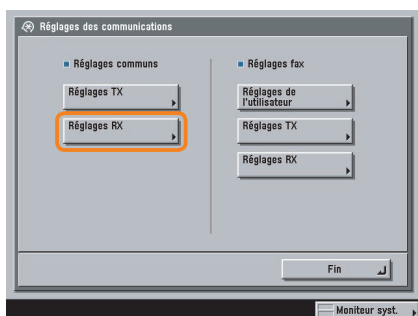 Réglages des communications
Réglages communs
Réglages TX
Réglages RX
Réglages fax
Réglages de
l'utilisateur
Réglages TX
Réglages RX
Fin
Moniteur syst.